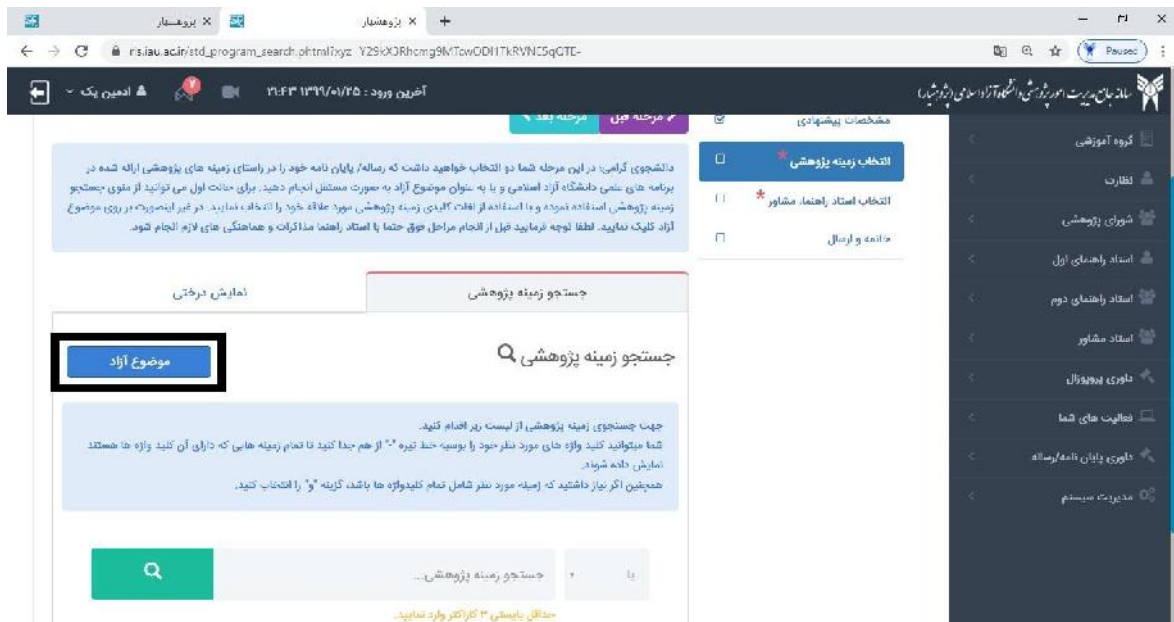 پژوهشیار
پژوهشیار
ris.iau.ac.ir/std_program_search.phtml?xyz
Paused
سامانه جامع مدیریت امور پژوهشی دانشگاه آزاد اسلامی (پژوهشیار)
آخرین ورود : ۱۳۹۹/۰۱/۲۵ ۲۱:۴۳
ادمین یک
گروه آموزشی
نظارت
شورای پژوهشی
استاد راهنمای اول
استاد راهنمای دوم
استاد مشاور
داوری پروپوزال
فعالیت های شما
داوری پایان نامه/رساله
مدیریت سیستم
مشخصات پیشنهادی
انتخاب زمینه پژوهشی *
انتخاب استاد راهنما، مشاور *
خاتمه و ارسال
مرحله قبل
مرحله بعد
دانشجوی گرامی: در این مرحله شما دو انتخاب خواهید داشت که رساله/ پایان نامه خود را در راستای زمینه های پژوهشی ارائه شده در
برنامه های علمی دانشگاه آزاد اسلامی و یا به عنوان موضوع آزاد به صورت مستقل انجام دهید. برای حالت اول می توانید از منوی جستجو
زمینه پژوهشی استفاده نموده و با استفاده از لغات کلیدی زمینه پژوهشی مورد علاقه خود را انتخاب نمایید. در غیر اینصورت بر روی موضوع
آزاد کلیک نمایید. لطفا توجه فرمایید قبل از انجام مراحل فوق حتما با استاد راهنما مذاکرات و هماهنگی های لازم انجام شود.
جستجو زمینه پژوهشی
نمایش درختی
جستجو زمینه پژوهشی
موضوع آزاد
جهت جستجوی زمینه پژوهشی از لیست زیر اقدام کنید.
شما میتوانید کلید واژه های مورد نظر خود را بوسیه خط تیره "-" از هم جدا کنید تا تمام زمینه هایی که دارای آن کلید واژه ها هستند
نمایش داده شوند.
همچنین اگر نیاز داشتید که زمینه مورد نظر شامل تمام کلیدواژه ها باشد، گزینه "و" را انتخاب کنید.
یا
جستجو زمینه پژوهشی...
حداقل بایستی ۳ کاراکتر وارد نمایید.